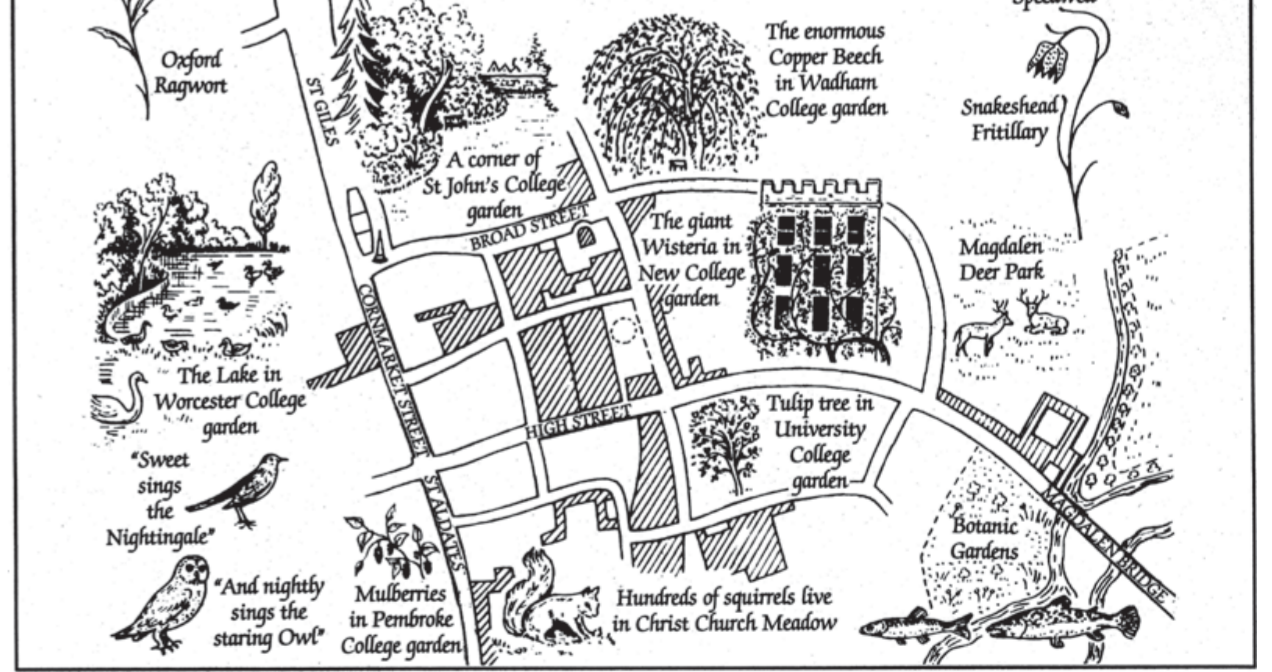 Speedwell
Oxford
Ragwort
The enormous
Copper Beech
in Wadham
College garden
Snakeshead
Fritillary
ST GILES
A corner of
St John's College
garden
BROAD STREET
The giant
Wisteria in
New College
garden
Magdalen
Deer Park
CORNMARKET STREET
The Lake in
Worcester College
garden
HIGH STREET
Tulip tree in
University
College
garden
"Sweet
sings
the
Nightingale"
ST ALDATES
MAGDALEN BRIDGE
Botanic
Gardens
"And nightly
sings the
staring Owl"
Mulberries
in Pembroke
College garden
Hundreds of squirrels live
in Christ Church Meadow